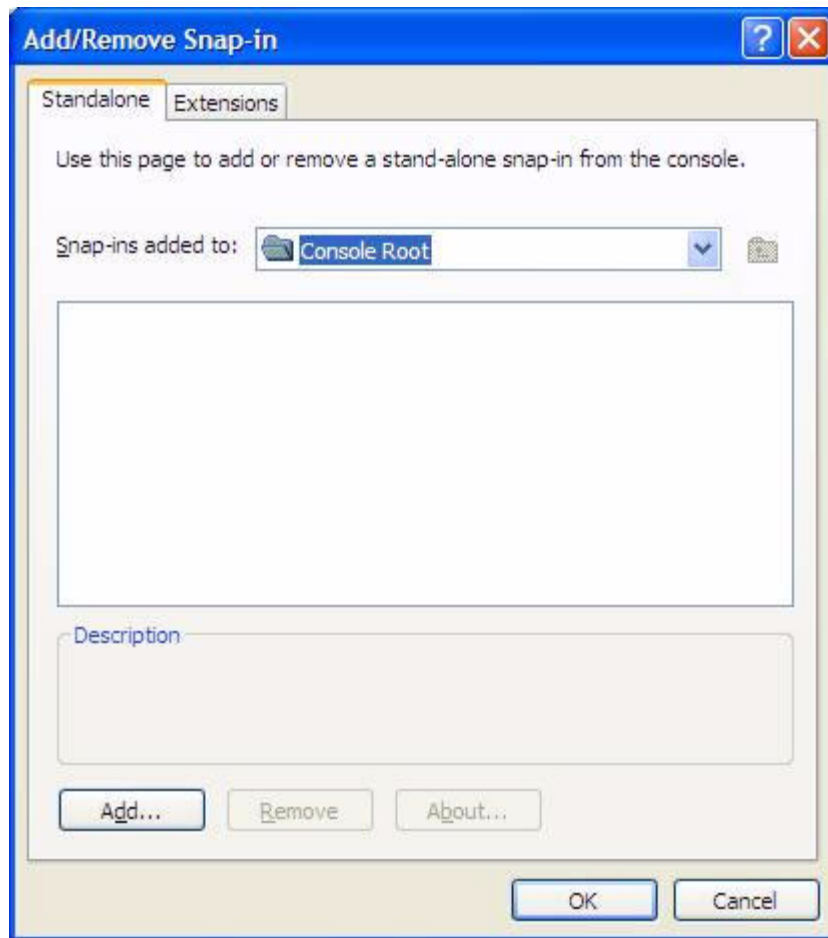 Add/Remove Snap-in
Standalone Extensions
Use this page to add or remove a stand-alone snap-in from the console.
Snap-ins added to: Console Root
Description
Add... Remove About...
OK Cancel